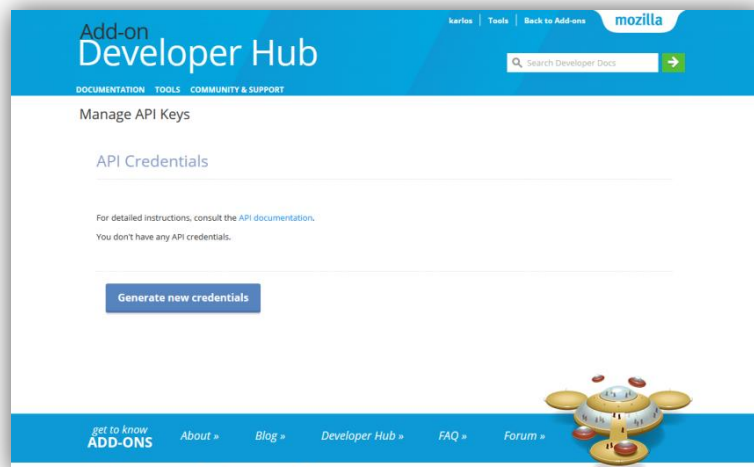 karlos | Tools | Back to Add-ons
mozilla
Add-on
Developer Hub
Search Developer Docs
DOCUMENTATION TOOLS COMMUNITY & SUPPORT
Manage API Keys
API Credentials
For detailed instructions, consult the API documentation.
You don't have any API credentials.
Generate new credentials
get to know
ADD-ONS
About »
Blog »
Developer Hub »
FAQ »
Forum »